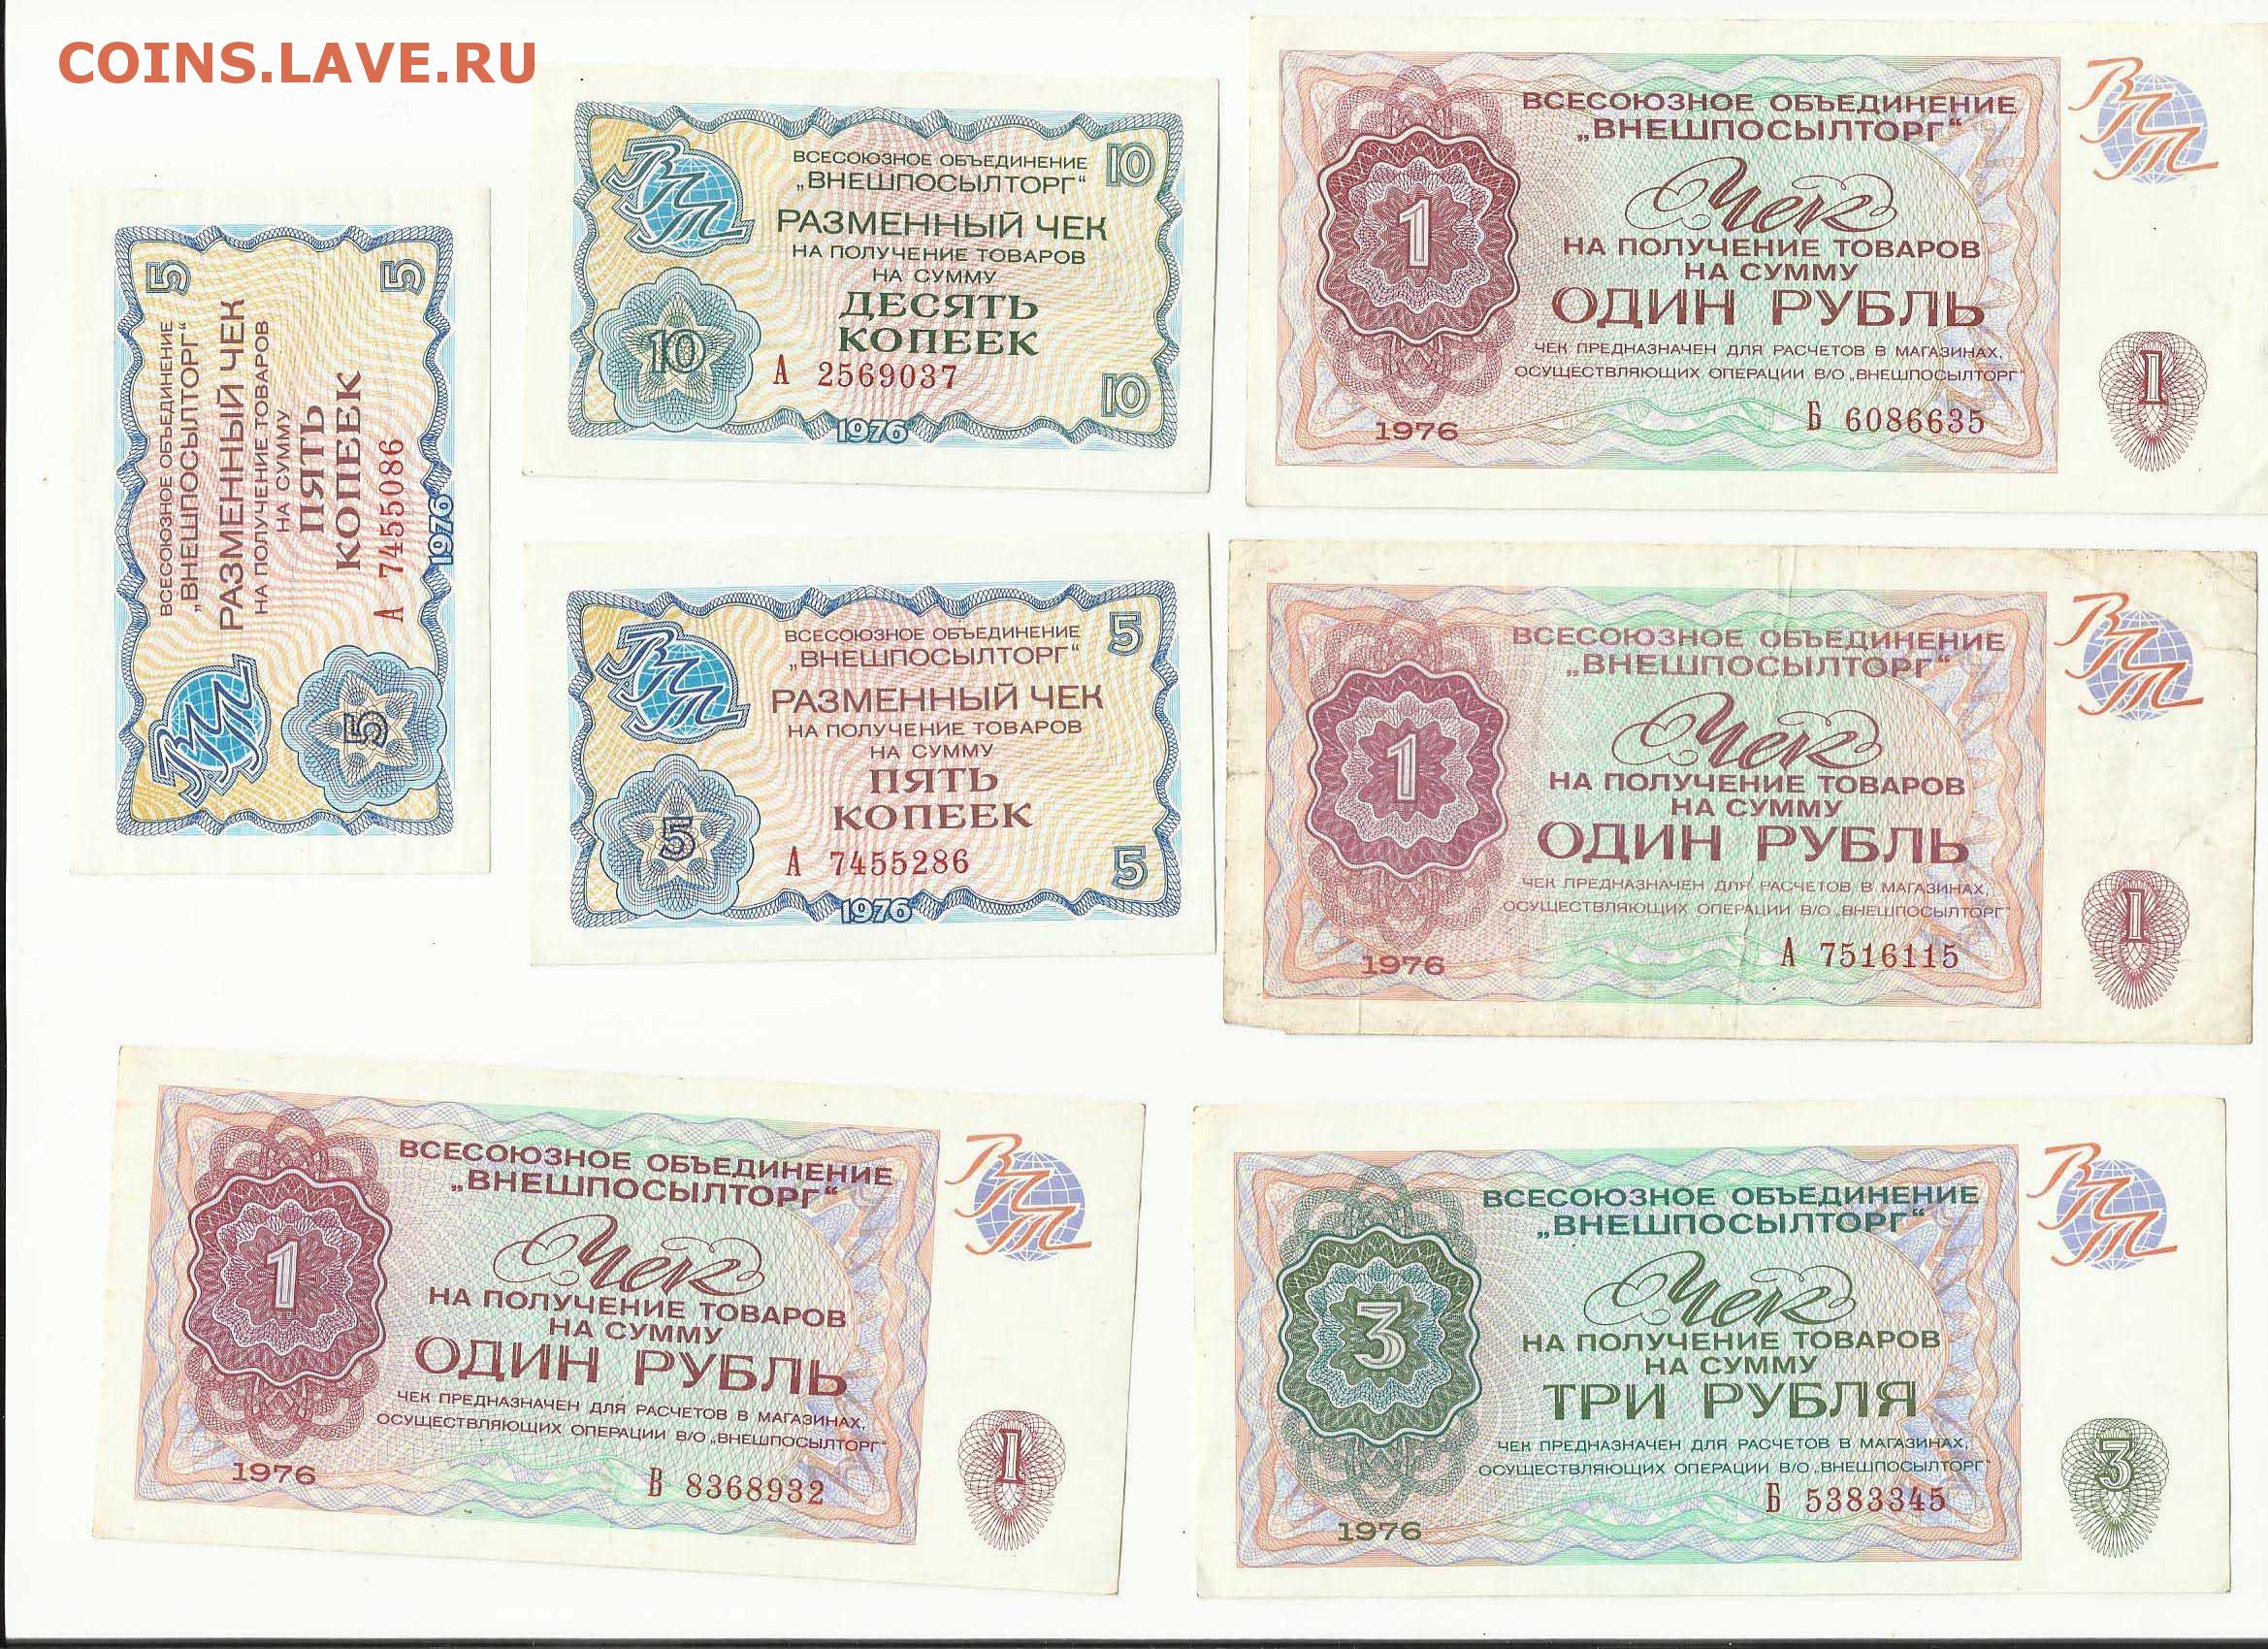 COINS.LAVE.RU
5
5
ВСЕСОЮЗНОЕ ОБЪЕДИНЕНИЕ
„ВНЕШПОСЫЛТОРГ“
РАЗМЕННЫЙ ЧЕК
НА ПОЛУЧЕНИЕ ТОВАРОВ
НА СУММУ
ПЯТЬ
КОПЕЕК
А 7455086
1976
ВПТ
5
ВПТ
ВСЕСОЮЗНОЕ ОБЪЕДИНЕНИЕ
10
„ВНЕШПОСЫЛТОРГ“
РАЗМЕННЫЙ ЧЕК
НА ПОЛУЧЕНИЕ ТОВАРОВ
НА СУММУ
ДЕСЯТЬ
КОПЕЕК
10
А 2569037
10
1976
ВСЕСОЮЗНОЕ ОБЪЕДИНЕНИЕ
„ВНЕШПОСЫЛТОРГ“
ВПТ
Чек
1
НА ПОЛУЧЕНИЕ ТОВАРОВ
НА СУММУ
ОДИН РУБЛЬ
ЧЕК ПРЕДНАЗНАЧЕН ДЛЯ РАСЧЕТОВ В МАГАЗИНАХ,
ОСУЩЕСТВЛЯЮЩИХ ОПЕРАЦИИ В/О „ВНЕШПОСЫЛТОРГ“
1
Б 6086635
1976
ВПТ
ВСЕСОЮЗНОЕ ОБЪЕДИНЕНИЕ
5
„ВНЕШПОСЫЛТОРГ“
РАЗМЕННЫЙ ЧЕК
НА ПОЛУЧЕНИЕ ТОВАРОВ
НА СУММУ
ПЯТЬ
КОПЕЕК
5
А 7455286
5
1976
ВСЕСОЮЗНОЕ ОБЪЕДИНЕНИЕ
„ВНЕШПОСЫЛТОРГ“
ВПТ
Чек
1
НА ПОЛУЧЕНИЕ ТОВАРОВ
НА СУММУ
ОДИН РУБЛЬ
ЧЕК ПРЕДНАЗНАЧЕН ДЛЯ РАСЧЕТОВ В МАГАЗИНАХ,
ОСУЩЕСТВЛЯЮЩИХ ОПЕРАЦИИ В/О „ВНЕШПОСЫЛТОРГ“
1
А 7516115
1976
ВСЕСОЮЗНОЕ ОБЪЕДИНЕНИЕ
„ВНЕШПОСЫЛТОРГ“
ВПТ
Чек
1
НА ПОЛУЧЕНИЕ ТОВАРОВ
НА СУММУ
ОДИН РУБЛЬ
ЧЕК ПРЕДНАЗНАЧЕН ДЛЯ РАСЧЕТОВ В МАГАЗИНАХ,
ОСУЩЕСТВЛЯЮЩИХ ОПЕРАЦИИ В/О „ВНЕШПОСЫЛТОРГ“
1
В 8368932
1976
ВСЕСОЮЗНОЕ ОБЪЕДИНЕНИЕ
„ВНЕШПОСЫЛТОРГ“
ВПТ
Чек
3
НА ПОЛУЧЕНИЕ ТОВАРОВ
НА СУММУ
ТРИ РУБЛЯ
ЧЕК ПРЕДНАЗНАЧЕН ДЛЯ РАСЧЕТОВ В МАГАЗИНАХ,
ОСУЩЕСТВЛЯЮЩИХ ОПЕРАЦИИ В/О „ВНЕШПОСЫЛТОРГ“
3
Б 5383345
1976